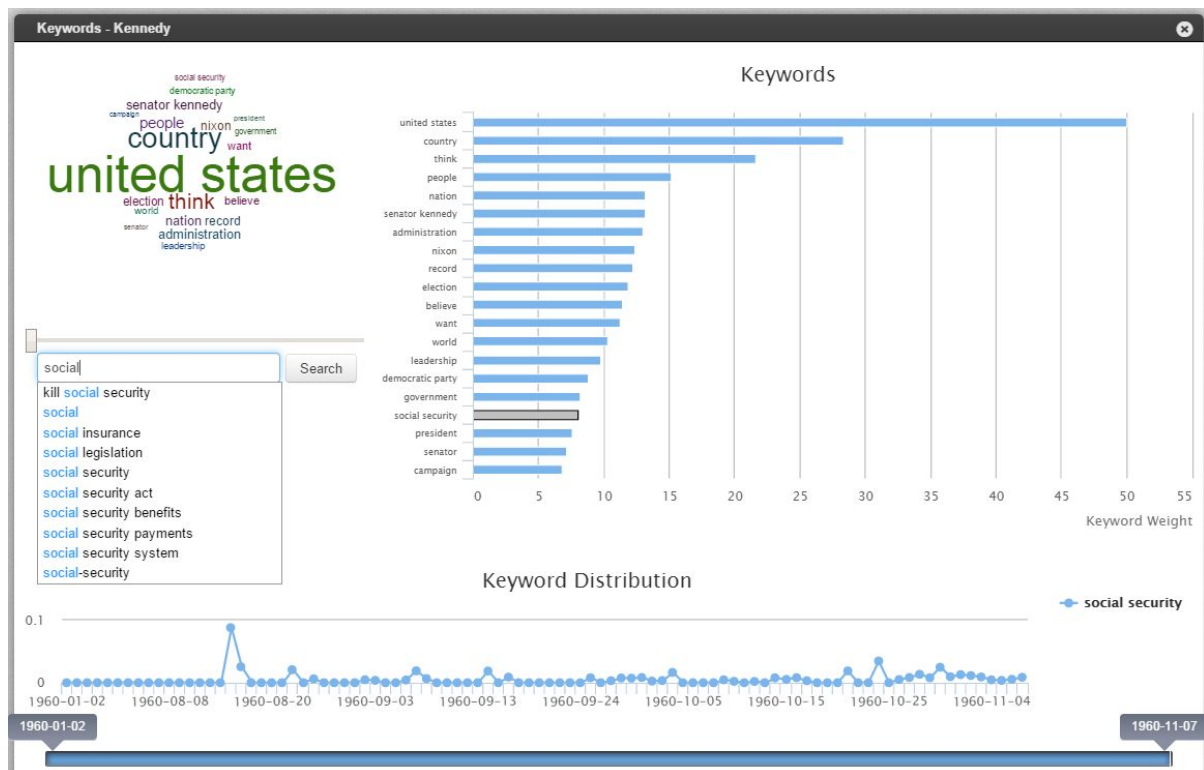 Keywords - Kennedy
social security
democratic party
senator kennedy
campaign
president
people
nixon
government
country
want
united states
election
think
believe
world
nation
record
senator
administration
leadership
social
Search
kill social security
social
social insurance
social legislation
social security
social security act
social security benefits
social security payments
social security system
social-security
Keywords
united states
country
think
people
nation
senator kennedy
administration
nixon
record
election
believe
want
world
leadership
democratic party
government
social security
president
senator
campaign
0 5 10 15 20 25 30 35 40 45 50 55
Keyword Weight
Keyword Distribution
social security
0.1
0
1960-01-02 1960-08-08 1960-08-20 1960-09-03 1960-09-13 1960-09-24 1960-10-05 1960-10-15 1960-10-25 1960-11-04
1960-01-02
1960-11-07